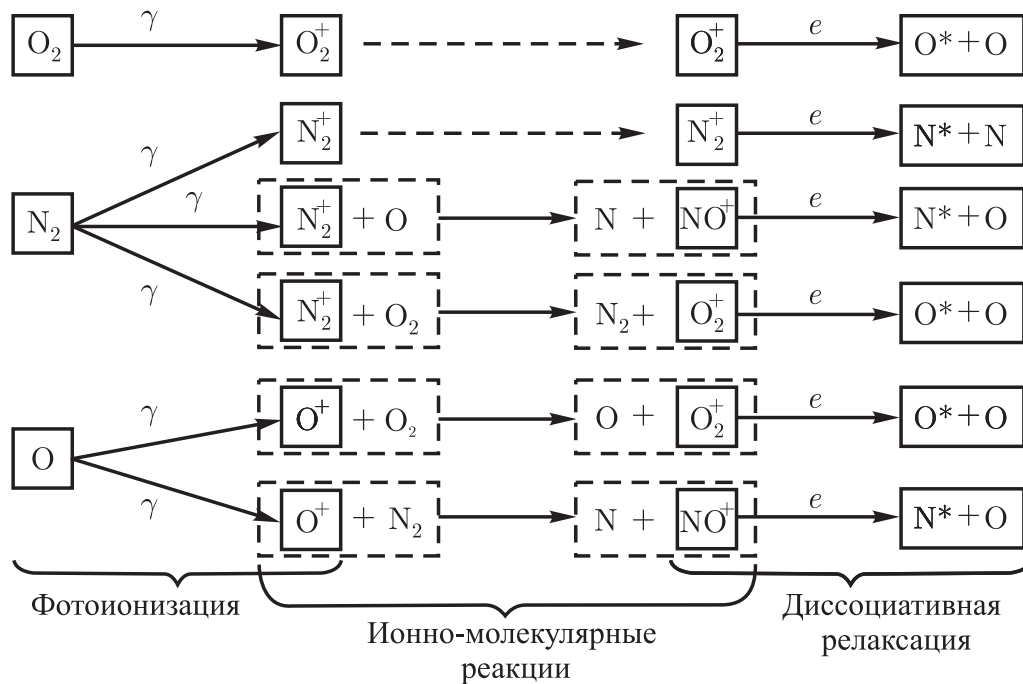 O₂ γ O₂⁺ O₂⁺ e O* + O
γ N₂⁺ N₂⁺ e N* + N
N₂ γ N₂⁺ + O N + NO⁺ e N* + O
γ N₂⁺ + O₂ N₂ + O₂⁺ e O* + O
γ O⁺ + O₂ O + O₂⁺ e O* + O
O
γ O⁺ + N₂ N + NO⁺ e N* + O
Фотоионизация
Ионно-молекулярные
реакции
Диссоциативная
релаксация